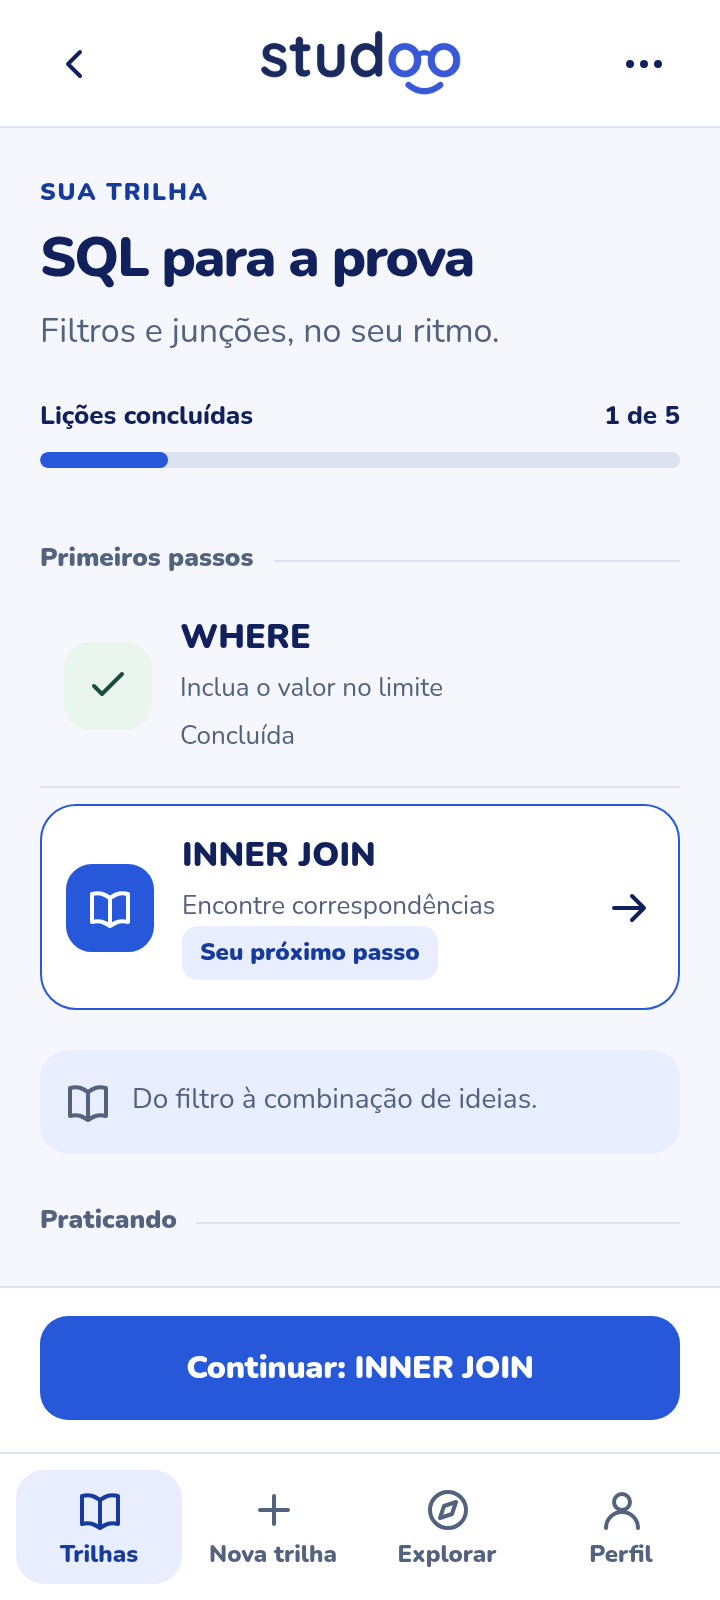 studoo
SUA TRILHA
SQL para a prova
Filtros e junções, no seu ritmo.
Lições concluídas
1 de 5
Primeiros passos
WHERE
Inclua o valor no limite
Concluída
INNER JOIN
Encontre correspondências
Seu próximo passo
Do filtro à combinação de ideias.
Praticando
Continuar: INNER JOIN
Trilhas
Nova trilha
Explorar
Perfil